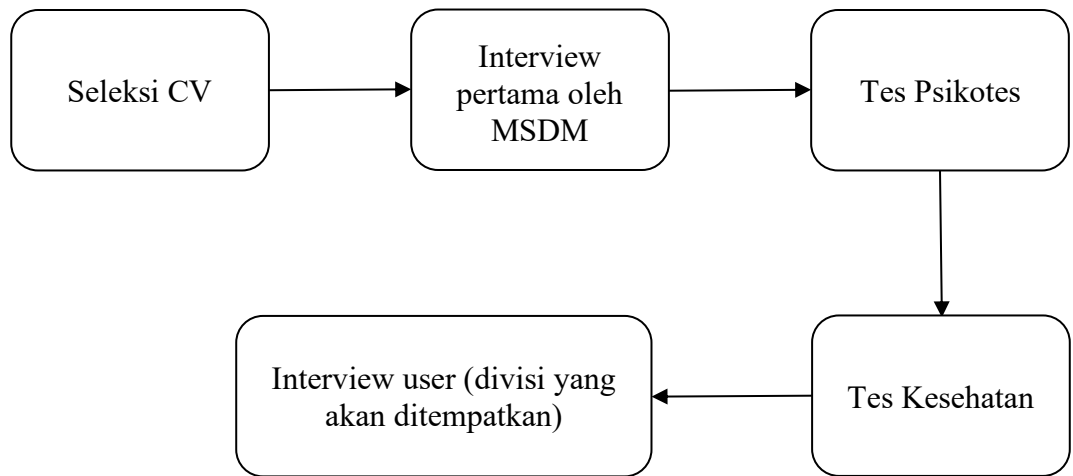 Seleksi CV
Interview
pertama oleh
MSDM
Tes Psikotes
Tes Kesehatan
Interview user (divisi yang
akan ditempatkan)